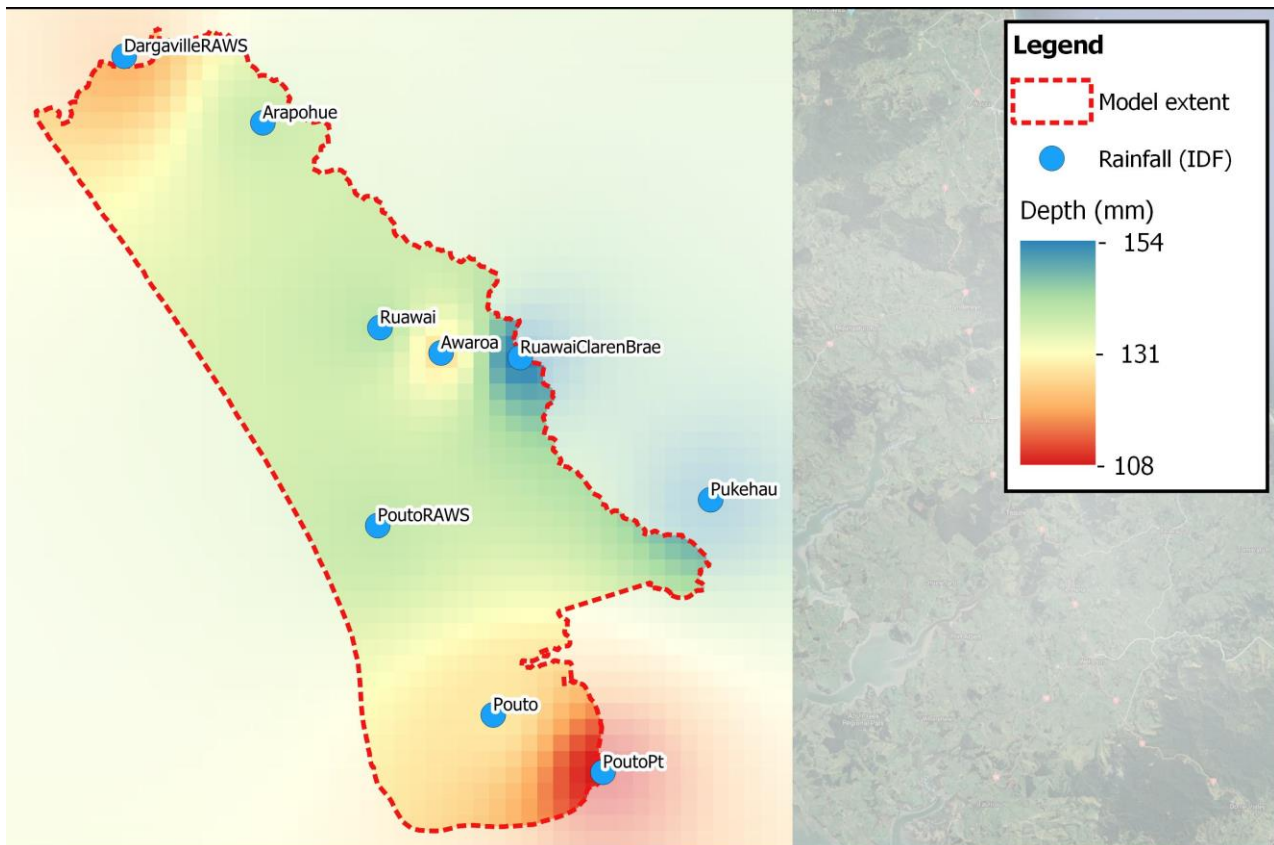 DargavilleRAWS
Arapohue
Ruawai
Awaroa
RuawaiClarenBrae
Pukehau
PoutoRAWS
Pouto
PoutoPt
Legend
Model extent
Rainfall (IDF)
Depth (mm)
- 154
- 131
- 108